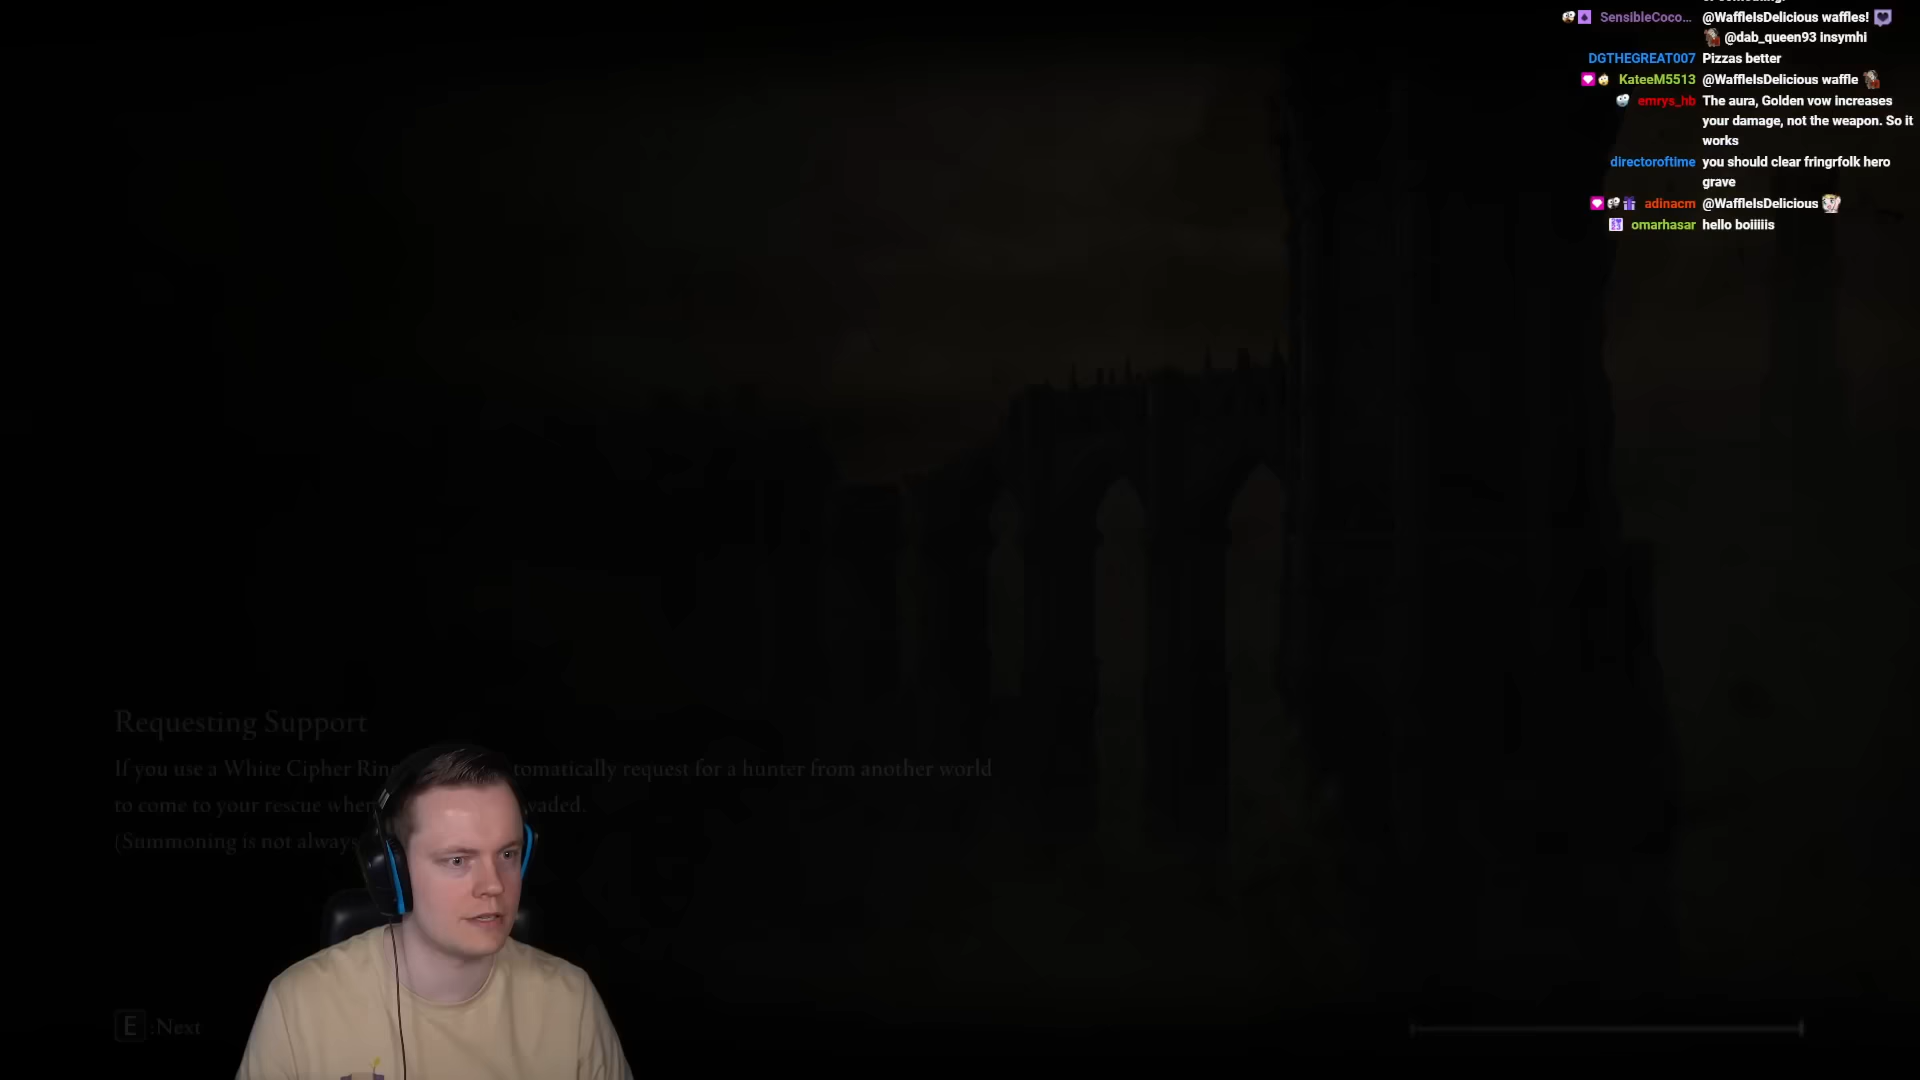 SensibleCoco... @WaffleIsDelicious waffles!
@dab_queen93 insymhi
DGTHEGREAT007 Pizzas better
KateeM5513 @WaffleIsDelicious waffle
emrys_hb The aura, Golden vow increases
your damage, not the weapon. So it
works
directoroftime you should clear fringrfolk hero
grave
adinacm @WaffleIsDelicious
omarhasar hello boiiiiis
Requesting Support
If you use a White Cipher Ring tomatically request for a hunter from another world
to come to your rescue when vaded.
(Summoning is not always
E :Next